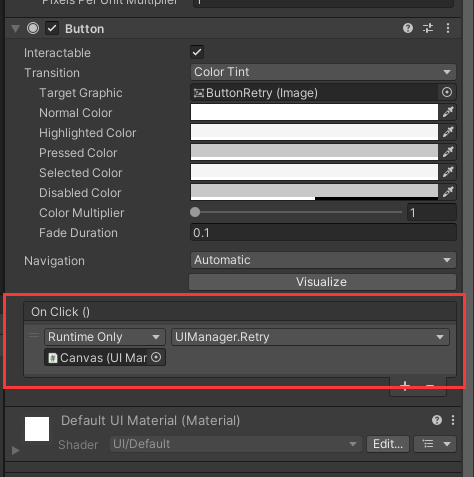 Pixels Per Unit Multiplier 1
Button
Interactable
Transition Color Tint
Target Graphic ButtonRetry (Image)
Normal Color
Highlighted Color
Pressed Color
Selected Color
Disabled Color
Color Multiplier 1
Fade Duration 0.1
Navigation Automatic
Visualize
On Click ()
Runtime Only UIManager.Retry
Canvas (UI Mar
Default UI Material (Material)
Shader UI/Default Edit...